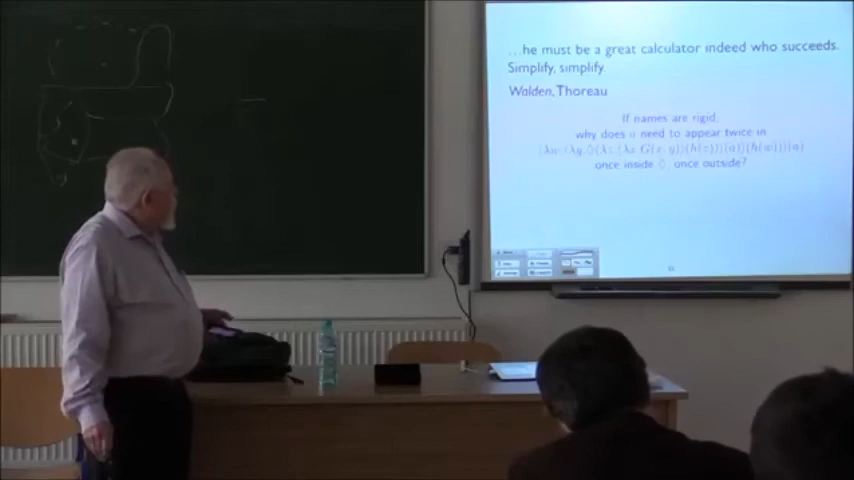 ...he must be a great calculator indeed who succeeds.
Simplify, simplify
Walden, Thoreau
If names are rigid,
why does a need to appear twice in
once inside ◊, once outside?